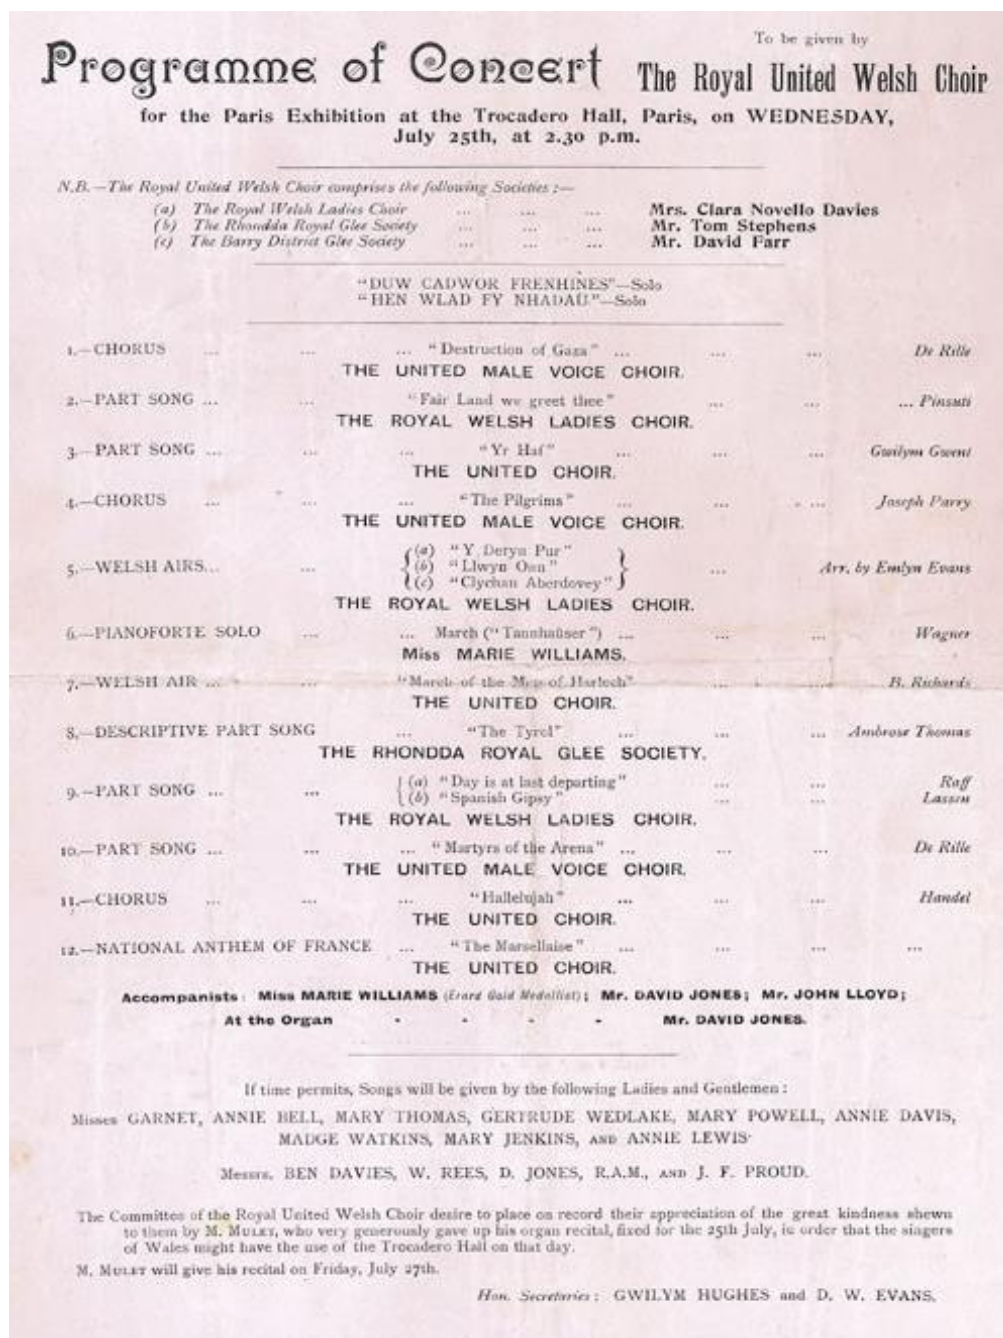 To be given by
Programme of Concert The Royal United Welsh Choir
for the Paris Exhibition at the Trocadero Hall, Paris, on WEDNESDAY,
July 25th, at 2.30 p.m.
N.B.—The Royal United Welsh Choir comprises the following Societies:—
(a) The Royal Welsh Ladies Choir ... ... ... Mrs. Clara Novello Davies
(b) The Rhondda Royal Glee Society ... ... ... Mr. Tom Stephens
(c) The Barry District Glee Society ... ... ... Mr. David Farr
"DUW CADWOR FRENHINES"—Solo
"HEN WLAD FY NHADAU"—Solo
1.—CHORUS ... ... ... "Destruction of Gaza" ... ... ... De Rille
THE UNITED MALE VOICE CHOIR.
2.—PART SONG ... ... "Fair Land we greet thee" ... ... ... Pinsuti
THE ROYAL WELSH LADIES CHOIR.
3.—PART SONG ... ... ... "Yr Haf" ... ... ... Gwilym Gwent
THE UNITED CHOIR.
4.—CHORUS ... ... ... "The Pilgrims" ... ... ... Joseph Parry
THE UNITED MALE VOICE CHOIR.
(a) "Y Deryn Pur"
5.—WELSH AIRS... ... (b) "Llwyn Onn" ... Arr. by Emlyn Evans
(c) "Clychan Aberdovey"
THE ROYAL WELSH LADIES CHOIR.
6.—PIANOFORTE SOLO ... ... March ("Tannhaüser") ... ... ... Wagner
Miss MARIE WILLIAMS.
7.—WELSH AIR ... ... "March of the Men of Harlech" ... ... B. Richards
THE UNITED CHOIR.
8.—DESCRIPTIVE PART SONG ... "The Tyrol" ... ... ... Ambrose Thomas
THE RHONDDA ROYAL GLEE SOCIETY.
9.—PART SONG ... ... (a) "Day is at last departing" ... ... Raff
(b) "Spanish Gipsy" ... ... Lassen
THE ROYAL WELSH LADIES CHOIR.
10.—PART SONG ... ... ... "Martyrs of the Arena" ... ... ... De Rille
THE UNITED MALE VOICE CHOIR.
11.—CHORUS ... ... ... "Hallelujah" ... ... ... Handel
THE UNITED CHOIR.
12.—NATIONAL ANTHEM OF FRANCE ... "The Marsellaise" ... ... ... ...
THE UNITED CHOIR.
Accompanists: Miss MARIE WILLIAMS (Erard Gold Medallist); Mr. DAVID JONES; Mr. JOHN LLOYD;
At the Organ - - - - Mr. DAVID JONES.
If time permits, Songs will be given by the following Ladies and Gentlemen:
Misses GARNET, ANNIE BELL, MARY THOMAS, GERTRUDE WEDLAKE, MARY POWELL, ANNIE DAVIS,
MADGE WATKINS, MARY JENKINS, AND ANNIE LEWIS.
Messrs. BEN DAVIES, W. REES, D. JONES, R.A.M., AND J. F. PROUD.
The Committee of the Royal United Welsh Choir desire to place on record their appreciation of the great kindness shewn
to them by M. MULET, who very generously gave up his organ recital, fixed for the 25th July, in order that the singers
of Wales might have the use of the Trocadero Hall on that day.
M. MULET will give his recital on Friday, July 27th.
Hon. Secretaries: GWILYM HUGHES and D. W. EVANS.